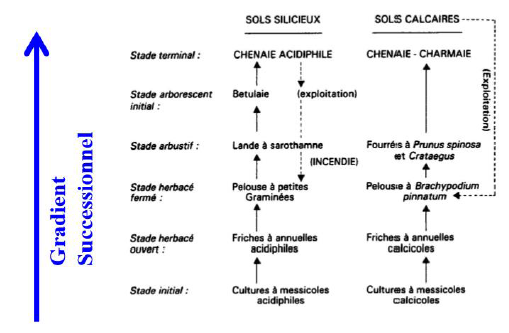 SOLS SILICIEUX SOLS CALCAIRES
Stade terminal : CHENAIE ACIDIPHILE CHENAIE - CHARMAIE
Stade arborescent Betulaie (exploitation)
initial :
(Exploitation)
Stade arbustif : Lande à sarothamne Fourrés à Prunus spinosa
et Crataegus
(INCENDIE)
Stade herbacé Pelouse à petites Pelouse à Brachypodium
fermé : Graminées pinnatum
Stade herbacé Friches à annuelles Friches à annuelles
ouvert : acidiphiles calcicoles
Stade initial : Cultures à messicoles Cultures à messicoles
acidiphiles calcicoles
Gradient
Successionnel